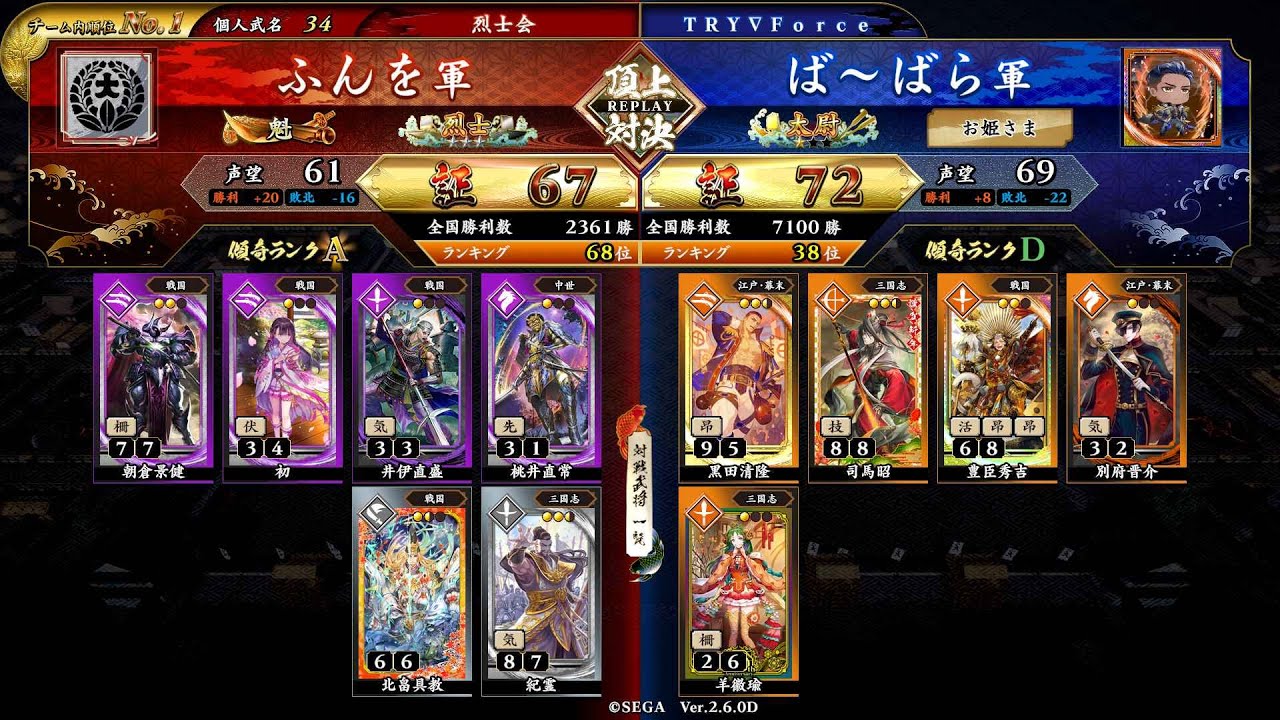 チーム内順位 No.1 個人武名 34 烈士会
TRY∇Force
ふんを軍
頂上
REPLAY
対決
ば～ばら軍
大
魁
烈士
太尉
お姫さま
声望 61
勝利 +20 敗北 -16
証 67
証 72
声望 69
勝利 +8 敗北 -22
全国勝利数 2361勝
全国勝利数 7100勝
傾奇ランク A
ランキング 68位
ランキング 38位
傾奇ランク D
戦国
柵
7 7
朝倉景健
戦国
伏
3 4
初
戦国
気
3 3
井伊直盛
中世
先
3 1
桃井直常
江戸・幕末
昂
9 5
黒田清隆
三国志
技
8 8
司馬昭
戦国
活 昂 昂
6 8
豊臣秀吉
江戸・幕末
気
3 2
別府晋介
対戦武将一覧
戦国
6 6
北畠具教
三国志
気
8 7
紀霊
三国志
柵
2 6
羊徽瑜
©SEGA Ver.2.6.0D